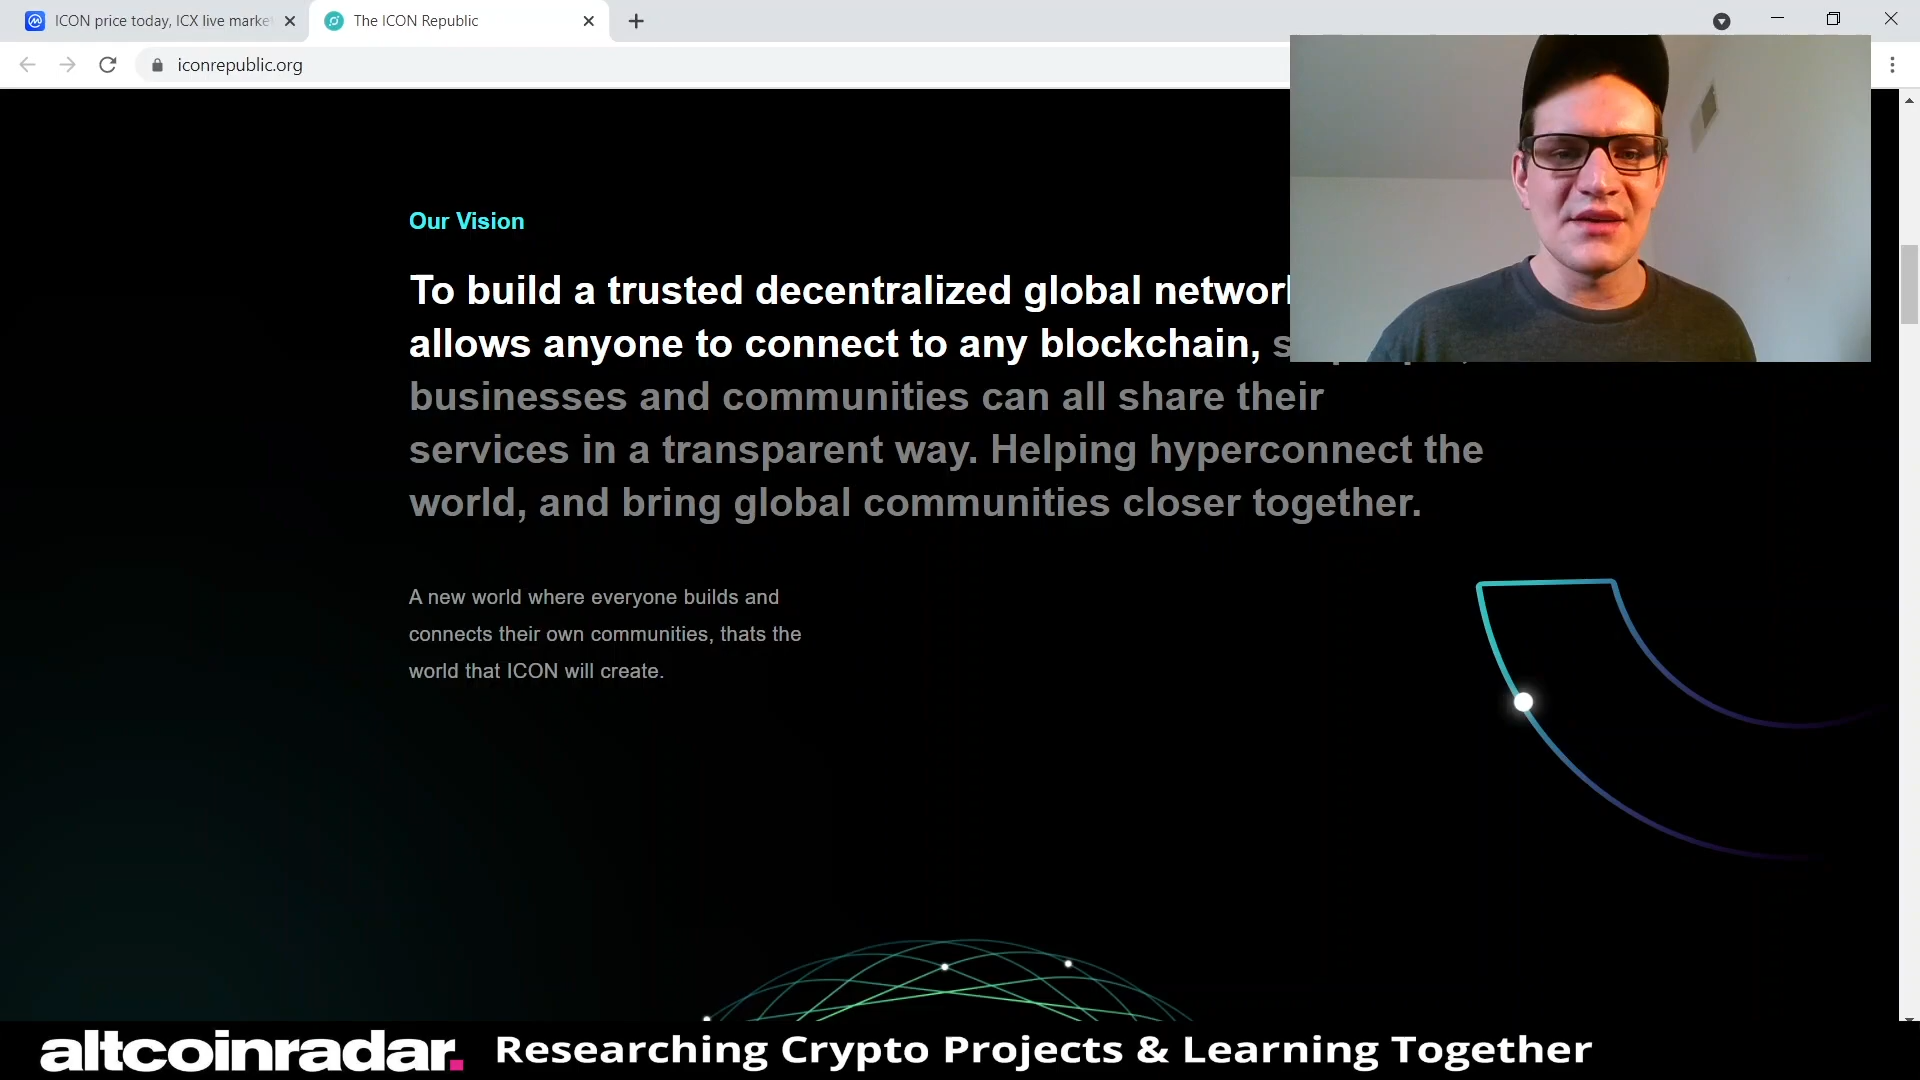 ICON price today, ICX live marke
The ICON Republic
iconrepublic.org
Our Vision
To build a trusted decentralized global
allows anyone to connect to any blockchain,
businesses and communities can all share their
services in a transparent way. Helping hyperconnect the
world, and bring global communities closer together.
A new world where everyone builds and
connects their own communities, thats the
world that ICON will create.
altcoinradar.
Researching Crypto Projects & Learning Together